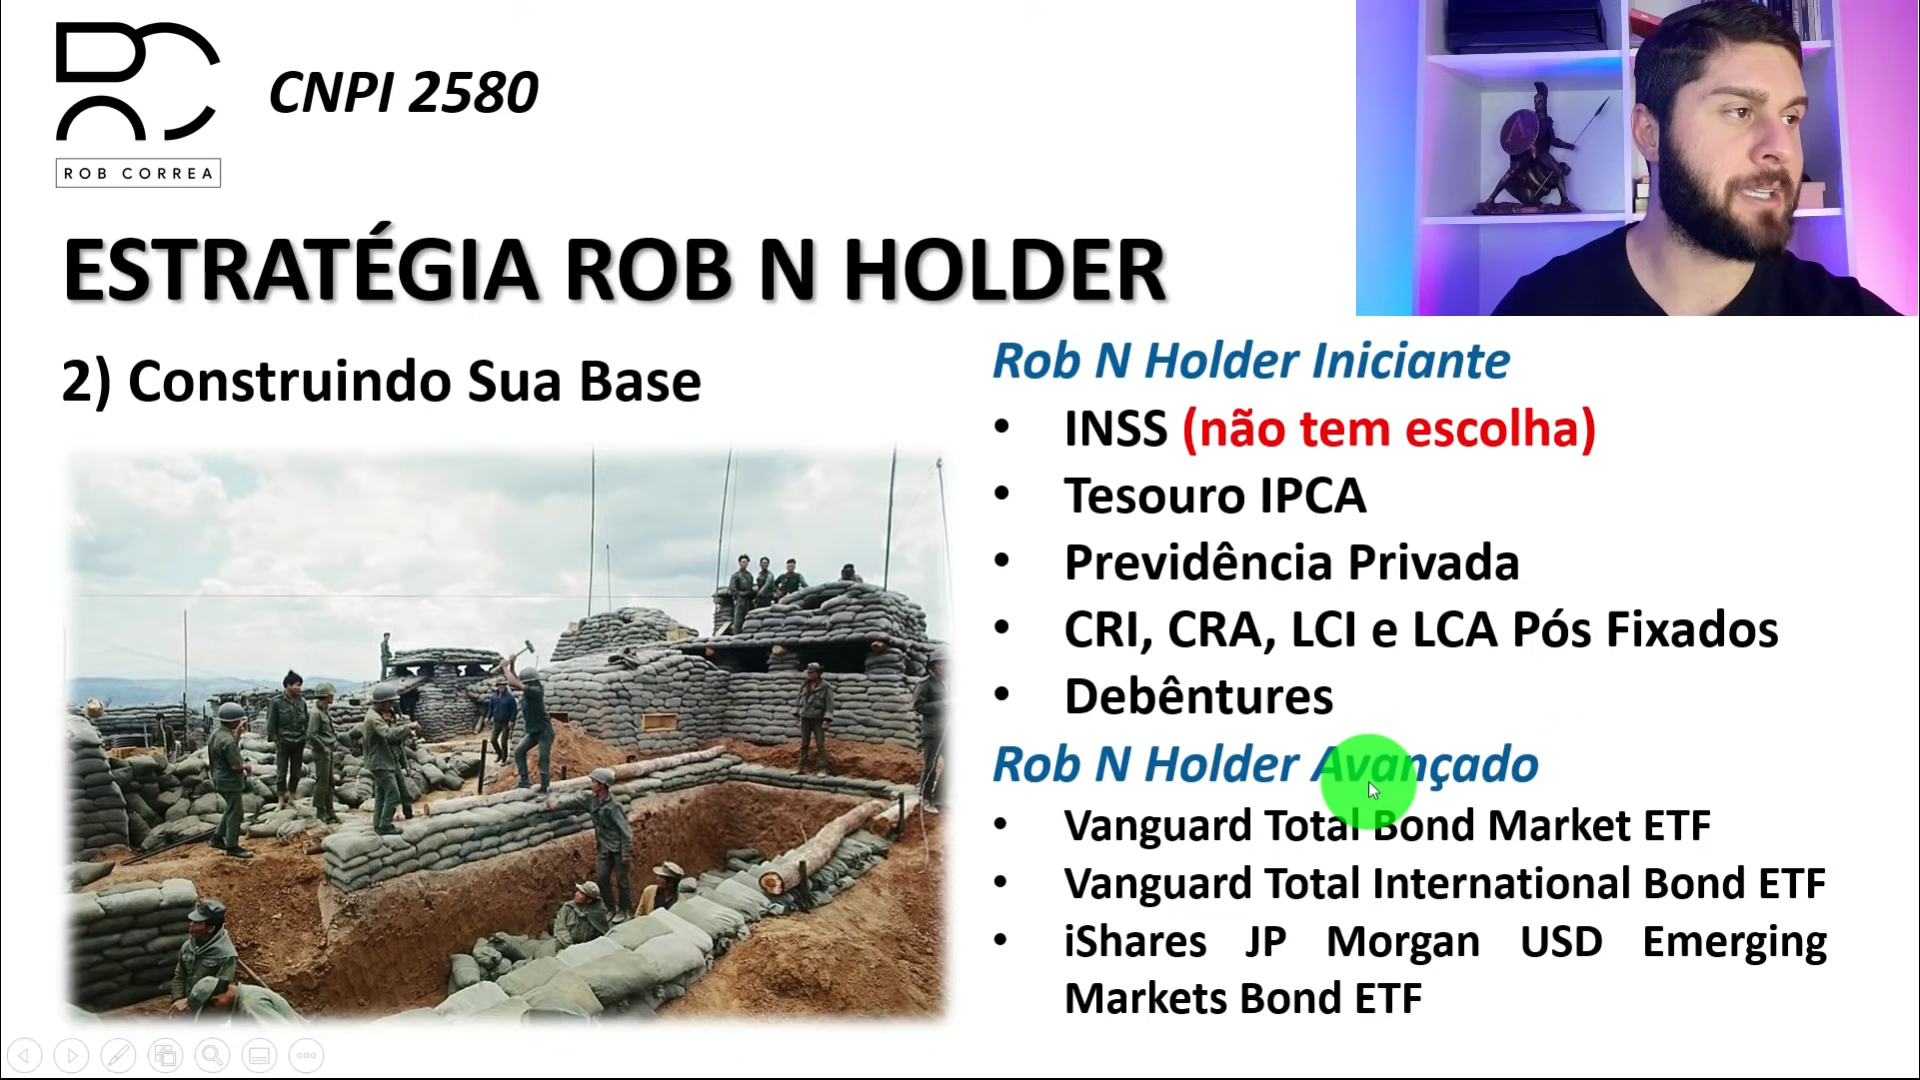 CNPI 2580
ROB CORREA
ESTRATÉGIA ROB N HOLDER
2) Construindo Sua Base
Rob N Holder Iniciante
• INSS (não tem escolha)
• Tesouro IPCA
• Previdência Privada
• CRI, CRA, LCI e LCA Pós Fixados
• Debêntures
Rob N Holder Avançado
• Vanguard Total Bond Market ETF
• Vanguard Total International Bond ETF
• iShares JP Morgan USD Emerging
Markets Bond ETF